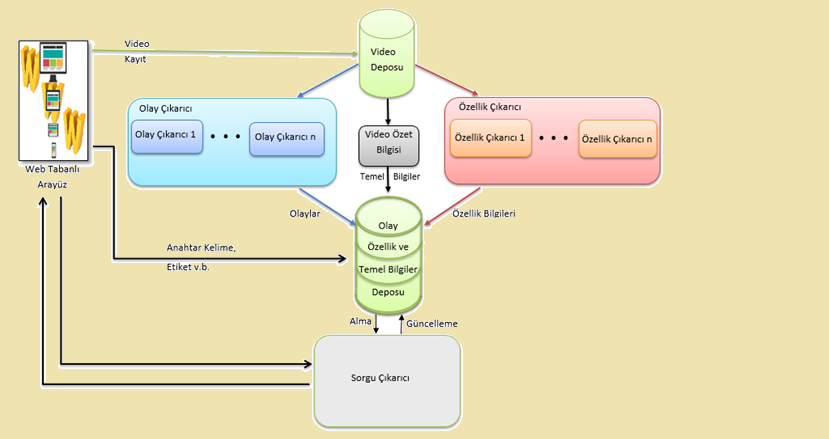 Video
Kayıt
Video
Deposu
Olay Çıkarıcı
Olay Çıkarıcı 1
Olay Çıkarıcı n
Video Özet
Bilgisi
Özellik Çıkarıcı
Özellik Çıkarıcı 1
Özellik Çıkarıcı n
Web Tabanlı
Arayüz
Temel Bilgiler
Olaylar
Özellik Bilgileri
Olay
Özellik ve
Temel Bilgiler
Deposu
Anahtar Kelime,
Etiket v.b.
Alma
Güncelleme
Sorgu Çıkarıcı